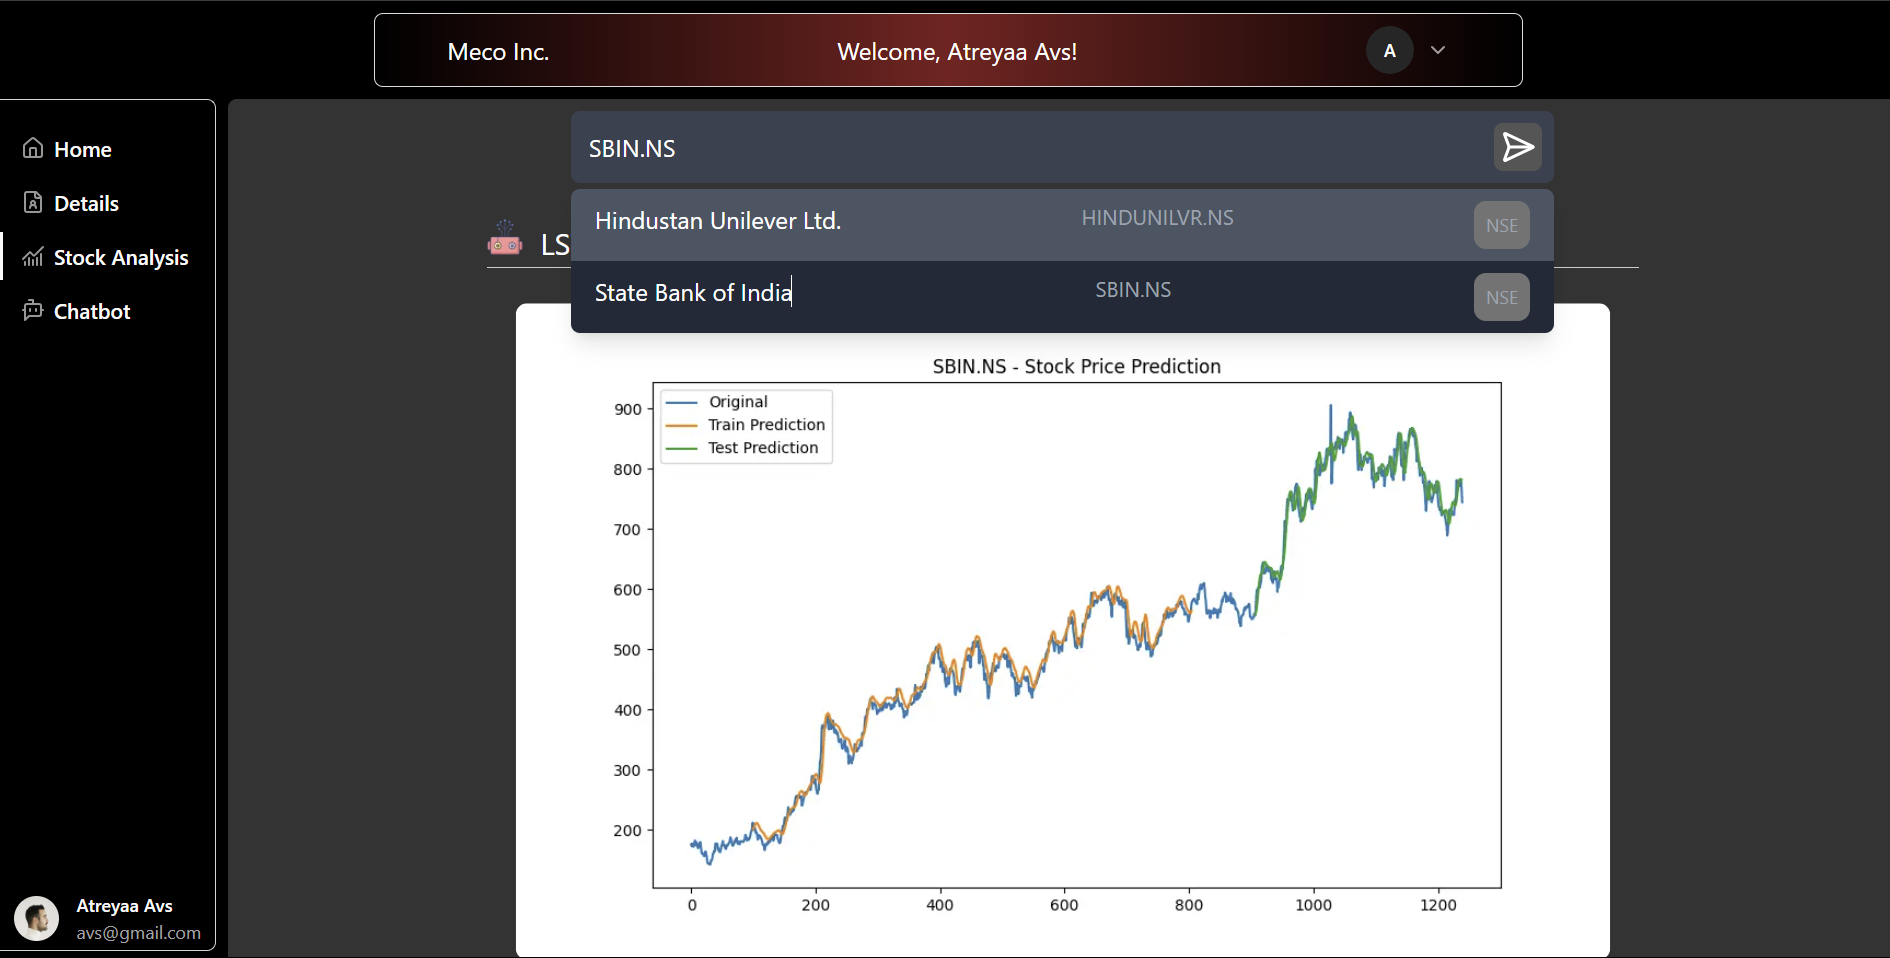 Meco Inc.
Welcome, Atreyaa Avs!
A
Home
Details
Stock Analysis
Chatbot
Atreyaa Avs
avs@gmail.com
SBIN.NS
Hindustan Unilever Ltd. HINDUNILVR.NS NSE
State Bank of India SBIN.NS NSE
LS
SBIN.NS - Stock Price Prediction
Original
Train Prediction
Test Prediction
900
800
700
600
500
400
300
200
0 200 400 600 800 1000 1200